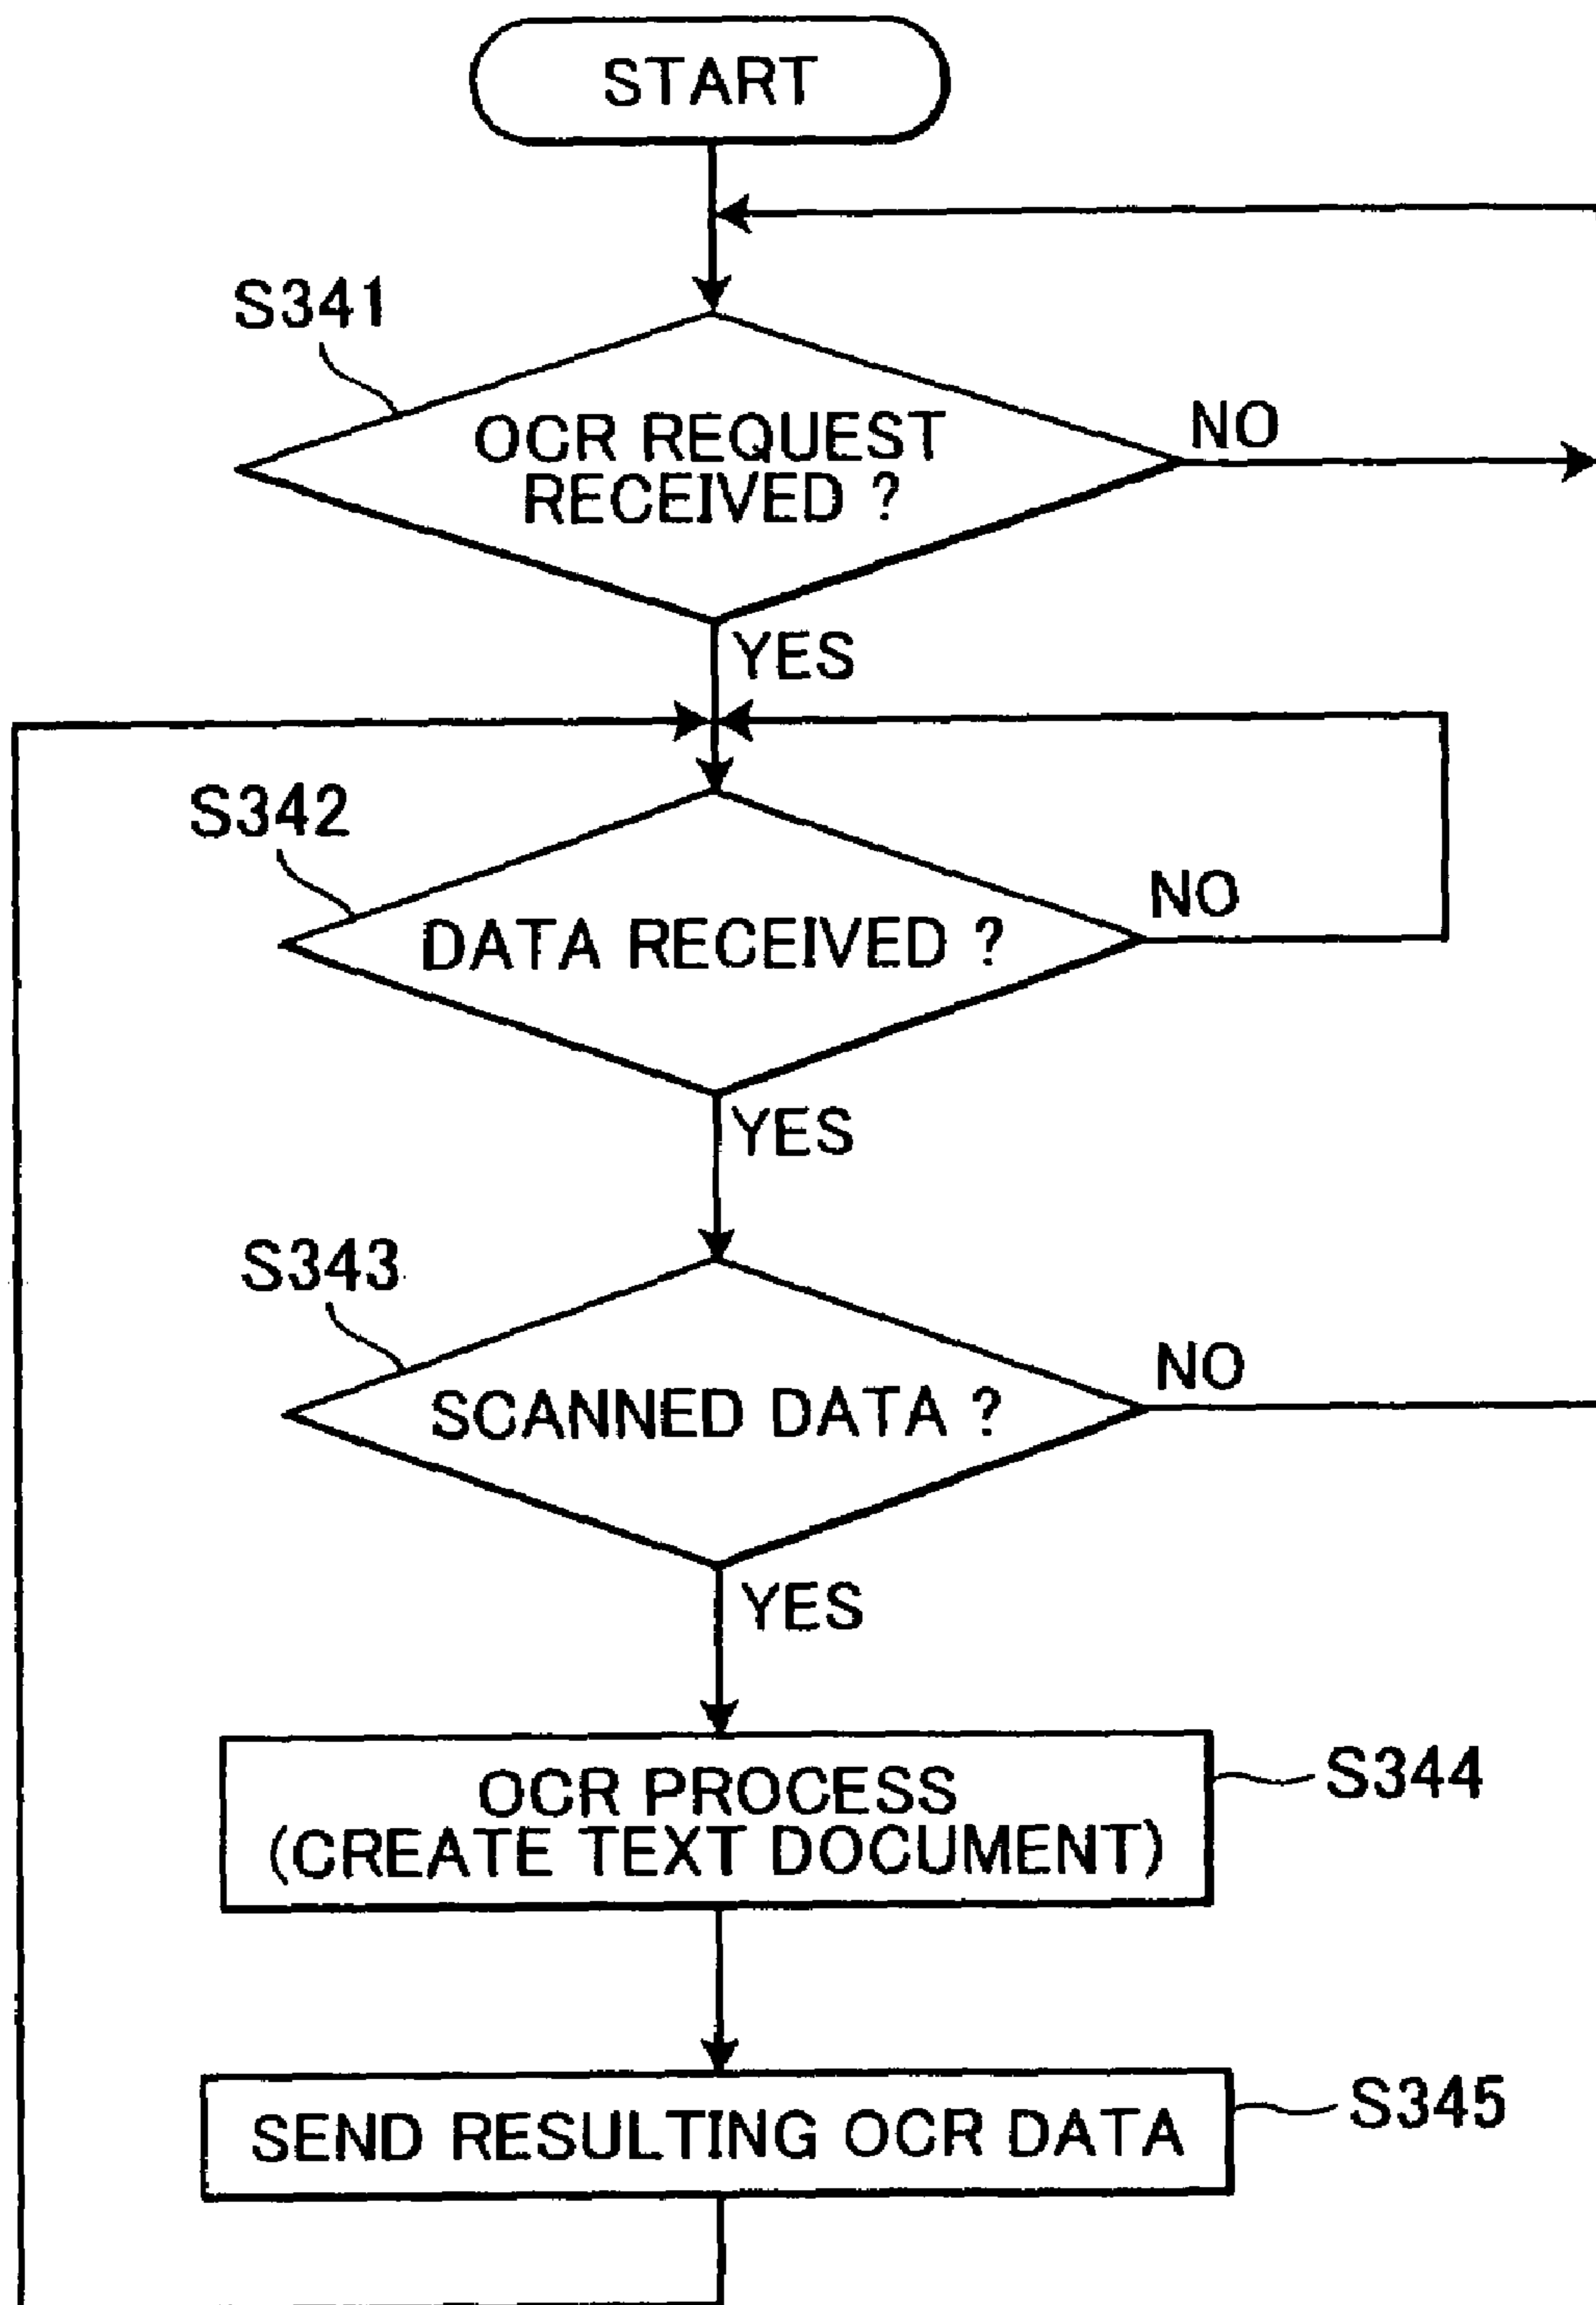 START
S341
OCR REQUEST
RECEIVED ?
NO
YES
S342
DATA RECEIVED ?
NO
YES
S343
SCANNED DATA ?
NO
YES
OCR PROCESS
(CREATE TEXT DOCUMENT)
S344
SEND RESULTING OCR DATA
S345